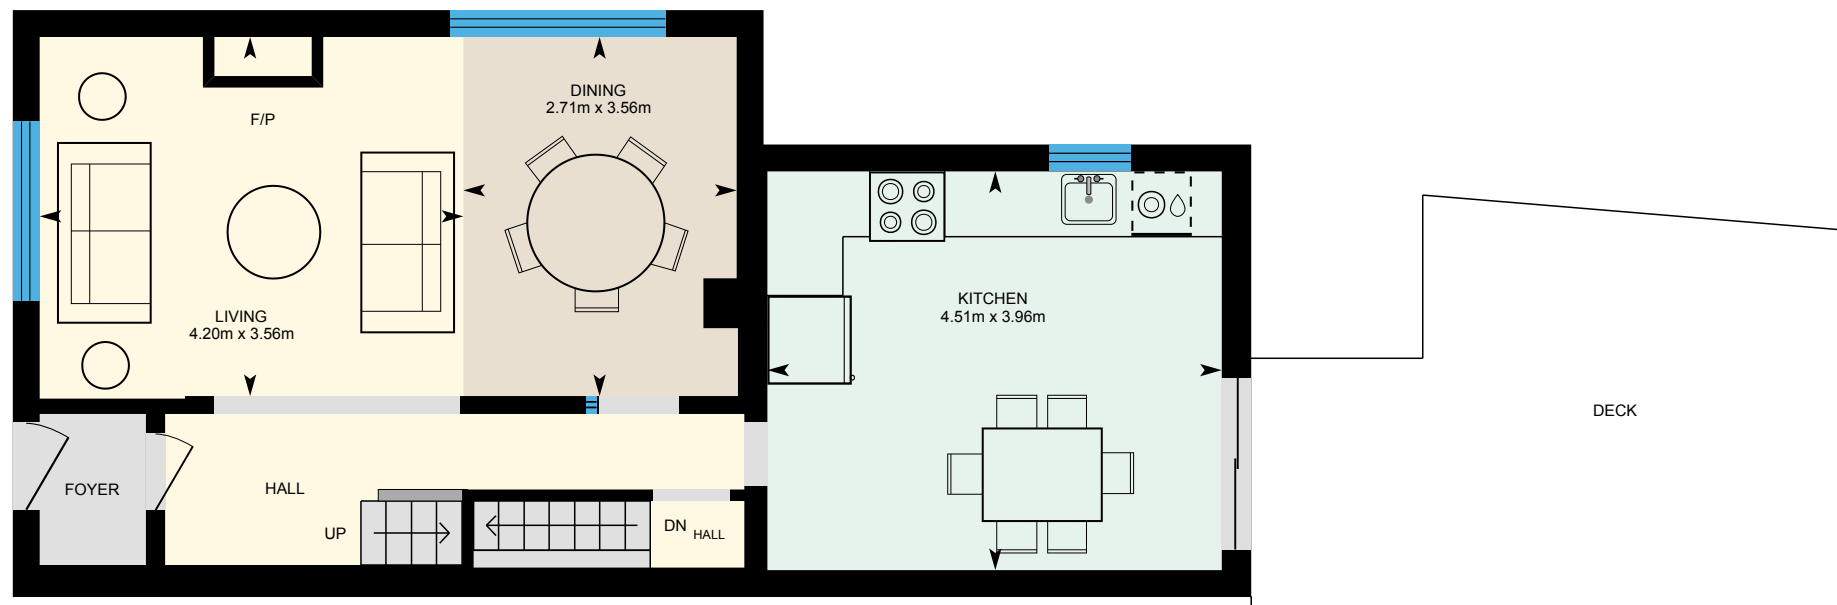 DINING
2.71m x 3.56m
F/P
LIVING
4.20m x 3.56m
KITCHEN
4.51m x 3.96m
DECK
FOYER
HALL
UP
DN
HALL